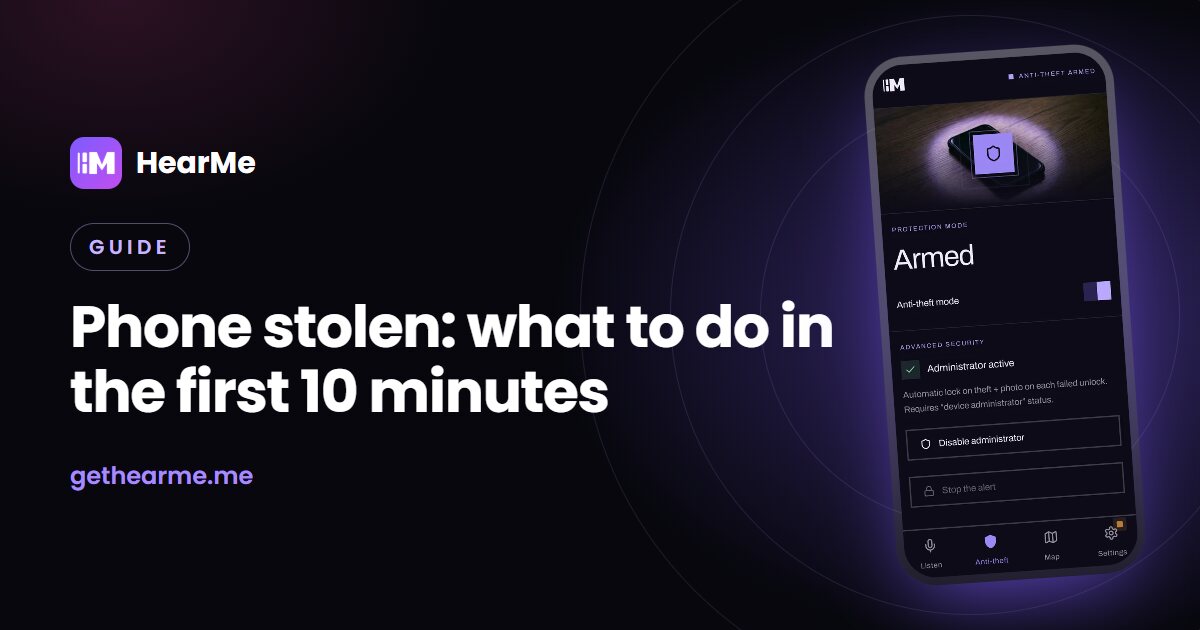 HearMe
GUIDE
Phone stolen: what to do in
the first 10 minutes
gethearme.me
ANTI-THEFT ARMED
PROTECTION MODE
Armed
Anti-theft mode
ADVANCED SECURITY
Administrator active
Automatic lock on theft + photo on each failed unlock.
Requires "device administrator" status.
Disable administrator
Stop the alert
Listen
Anti-theft
Map
Settings